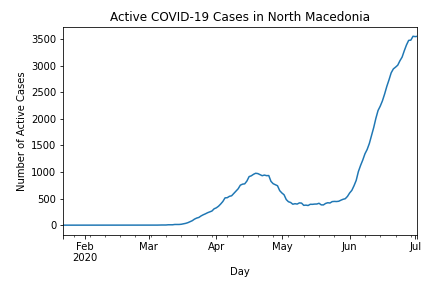 Active COVID-19 Cases in North Macedonia
Number of Active Cases
3500
3000
2500
2000
1500
1000
500
0
Feb Mar Apr May Jun Jul
2020
Day